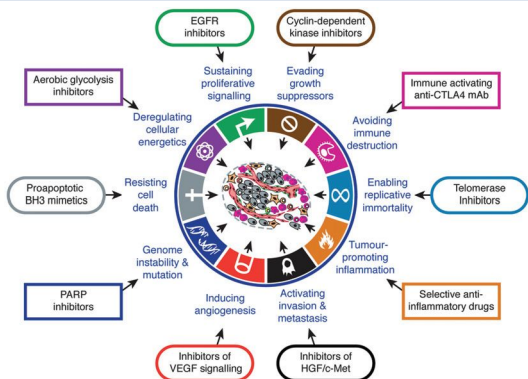 EGFR
inhibitors
Cyclin-dependent
kinase inhibitors
Sustaining
proliferative
signalling
Evading
growth
suppressors
Aerobic glycolysis
inhibitors
Immune activating
anti-CTLA4 mAb
Deregulating
cellular
energetics
Avoiding
immune
destruction
Proapoptotic
BH3 mimetics
Resisting
cell
death
Enabling
replicative
immortality
Telomerase
Inhibitors
Genome
instability &
mutation
Tumour-
promoting
inflammation
PARP
inhibitors
Inducing
angiogenesis
Activating
invasion &
metastasis
Selective anti-
inflammatory drugs
Inhibitors of
VEGF signalling
Inhibitors of
HGF/c-Met